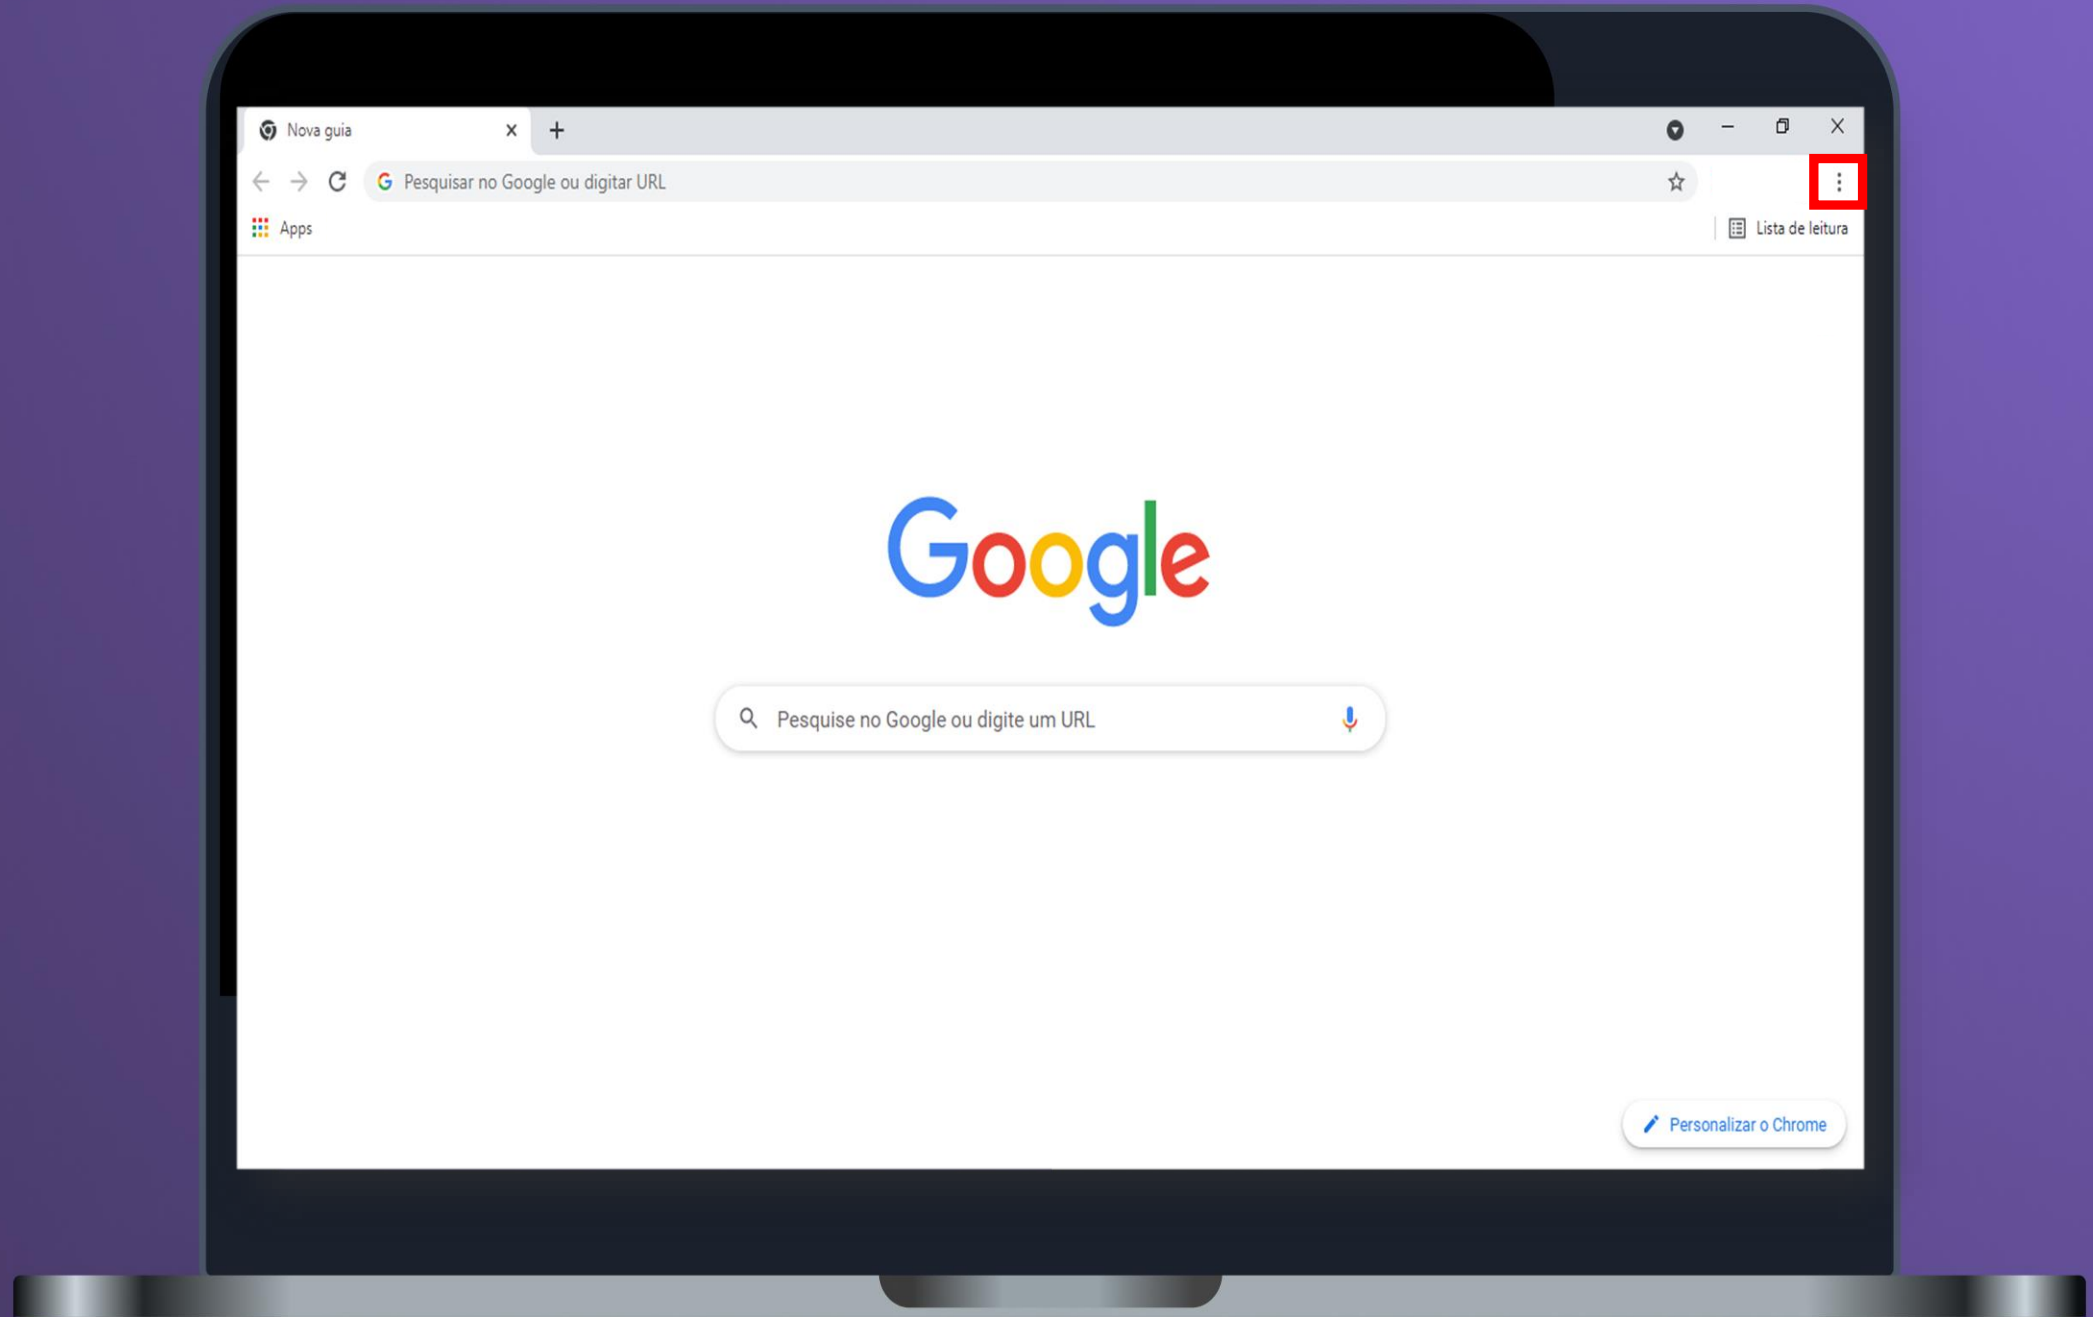 Nova guia
Pesquisar no Google ou digitar URL
Apps
Lista de leitura
Google
Pesquise no Google ou digite um URL
Personalizar o Chrome